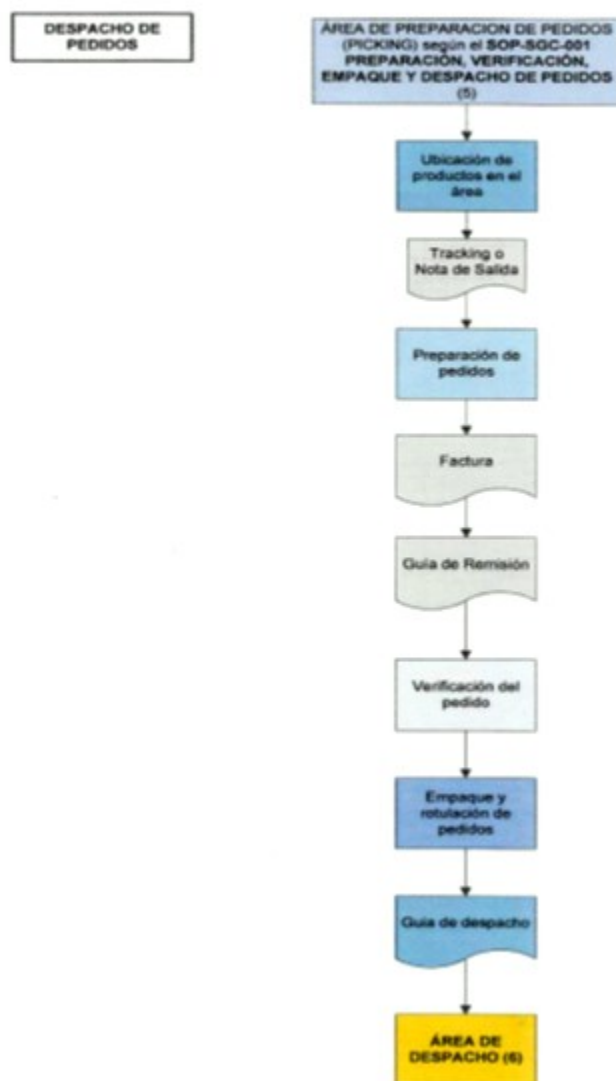 DESPACHO DE
PEDIDOS
ÁREA DE PREPARACION DE PEDIDOS
(PICKING) según el SOP-SGC-001
PREPARACIÓN, VERIFICACIÓN,
EMPAQUE Y DESPACHO DE PEDIDOS
(5)
Ubicación de
productos en el
área
Tracking o
Nota de Salida
Preparación de
pedidos
Factura
Guía de Remisión
Verificación del
pedido
Empaque y
rotulación de
pedidos
Guia de despacho
ÁREA DE
DESPACHO (6)